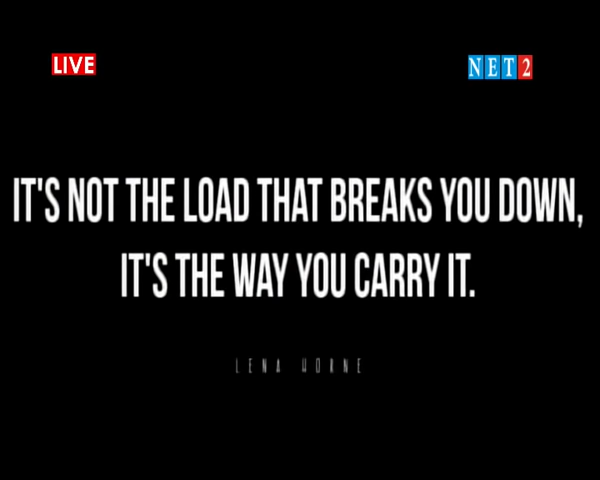 LIVE
NET2
IT'S NOT THE LOAD THAT BREAKS YOU DOWN,
IT'S THE WAY YOU CARRY IT.
LENA HORNE